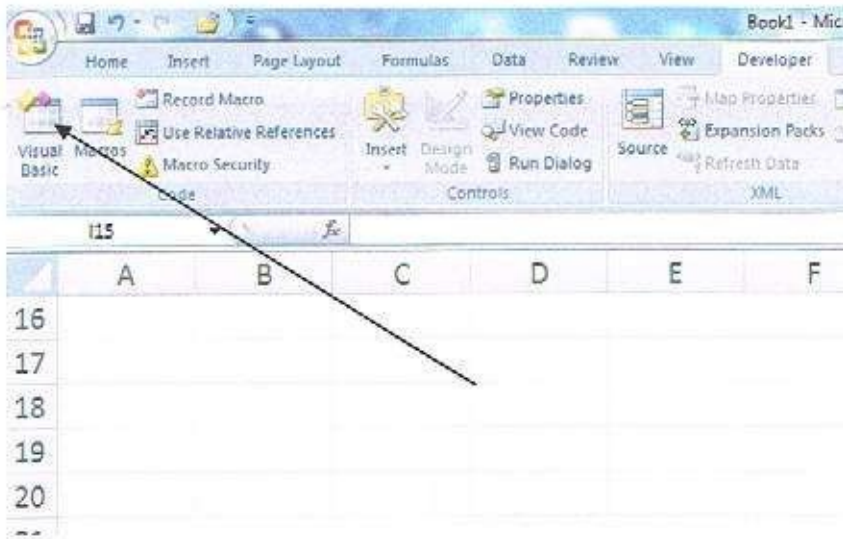 Book1 - Mic
Home Insert Page Layout Formulas Data Review View Developer
Visual Basic
Macros
Record Macro
Use Relative References
Macro Security
Code
Insert
Design Mode
Properties
View Code
Run Dialog
Controls
Source
Map Properties
Expansion Packs
Refresh Data
XML
I15 fx
A B C D E F
16
17
18
19
20